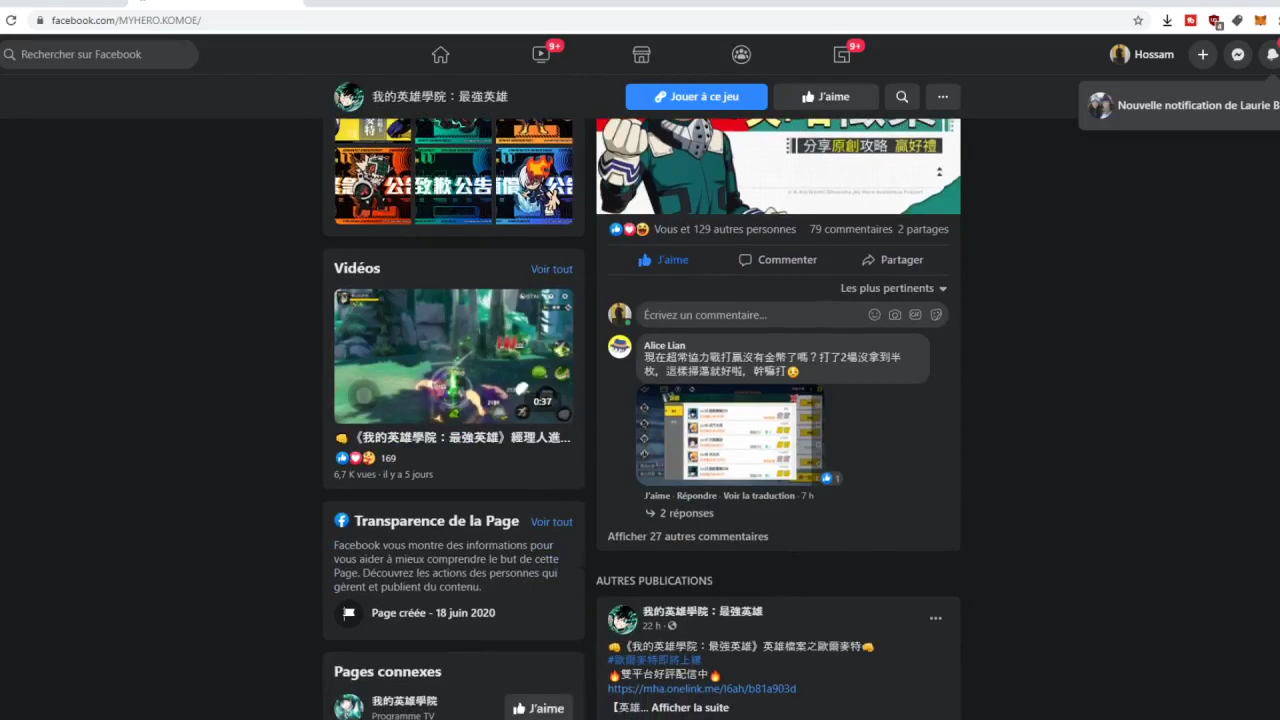 facebook.com/MYHERO.KOMOE/
Rechercher sur Facebook
9+
9+
Hossam
我的英雄學院：最強英雄
Jouer à ce jeu
J'aime
Nouvelle notification de Laurie B
分享原創攻略 贏好禮
致歉公告
Vous et 129 autres personnes
79 commentaires
2 partages
J'aime
Commenter
Partager
Les plus pertinents
Écrivez un commentaire...
Alice Lian
現在超常協力戰打贏沒有金幣了嗎？打了2場沒拿到半
枚，這樣掃蕩就好啦，幹嘛打
1
J'aime · Répondre · Voir la traduction · 7 h
2 réponses
Afficher 27 autres commentaires
Vidéos
Voir tout
0:37
《我的英雄學院：最強英雄》經理人進...
169
6,7 K vues · il y a 5 jours
Transparence de la Page
Voir tout
Facebook vous montre des informations pour
vous aider à mieux comprendre le but de cette
Page. Découvrez les actions des personnes qui
gèrent et publient du contenu.
Page créée - 18 juin 2020
Pages connexes
我的英雄學院
Programme TV
J'aime
AUTRES PUBLICATIONS
我的英雄學院：最強英雄
22 h ·
《我的英雄學院：最強英雄》英雄檔案之歐爾麥特
#歐爾麥特即將上線
雙平台好評配信中
https://mha.onelink.me/I6ah/b81a903d
【英雄... Afficher la suite